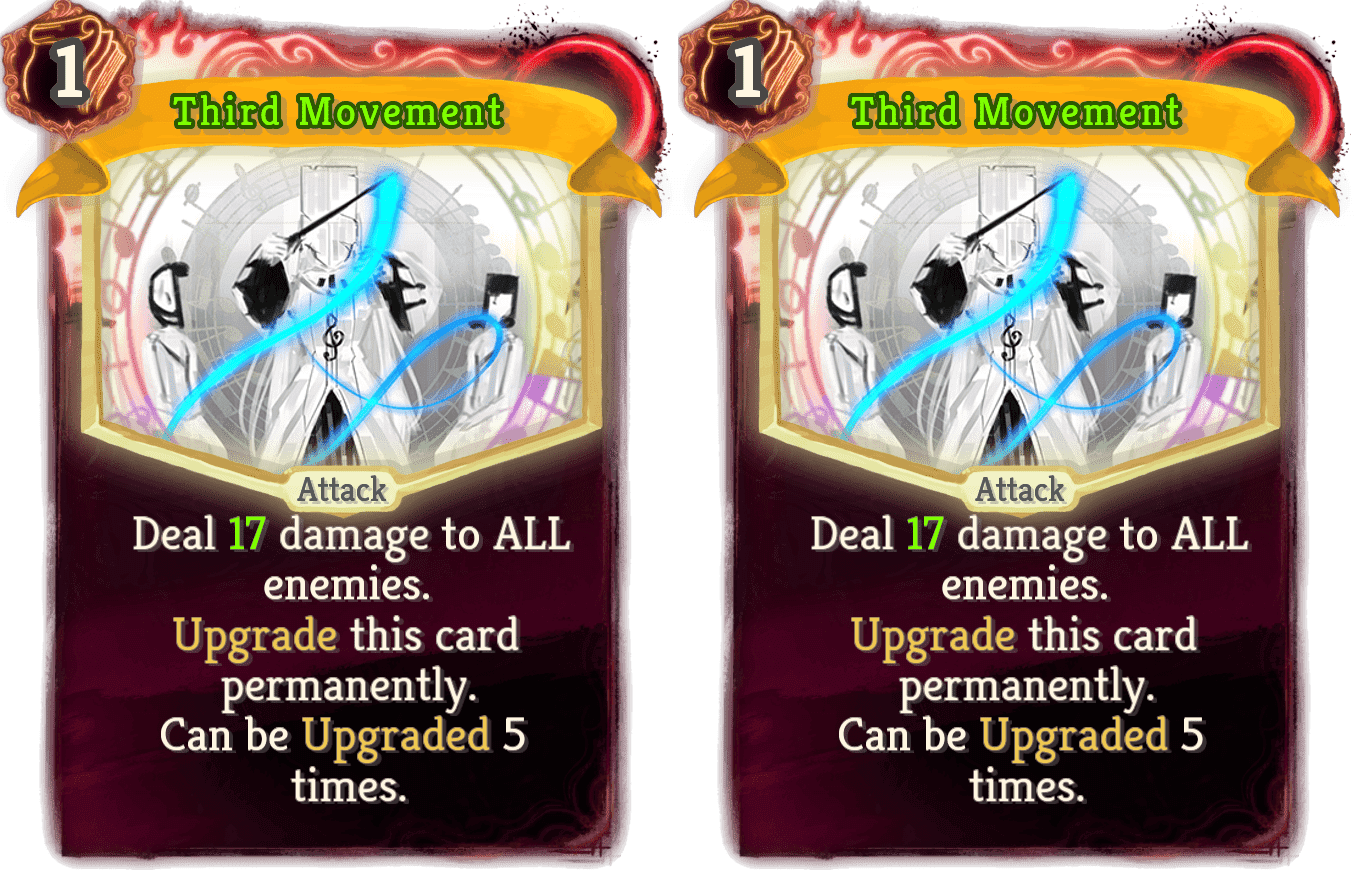 1
Third Movement
Attack
Deal 17 damage to ALL
enemies.
Upgrade this card
permanently.
Can be Upgraded 5
times.
1
Third Movement
Attack
Deal 17 damage to ALL
enemies.
Upgrade this card
permanently.
Can be Upgraded 5
times.